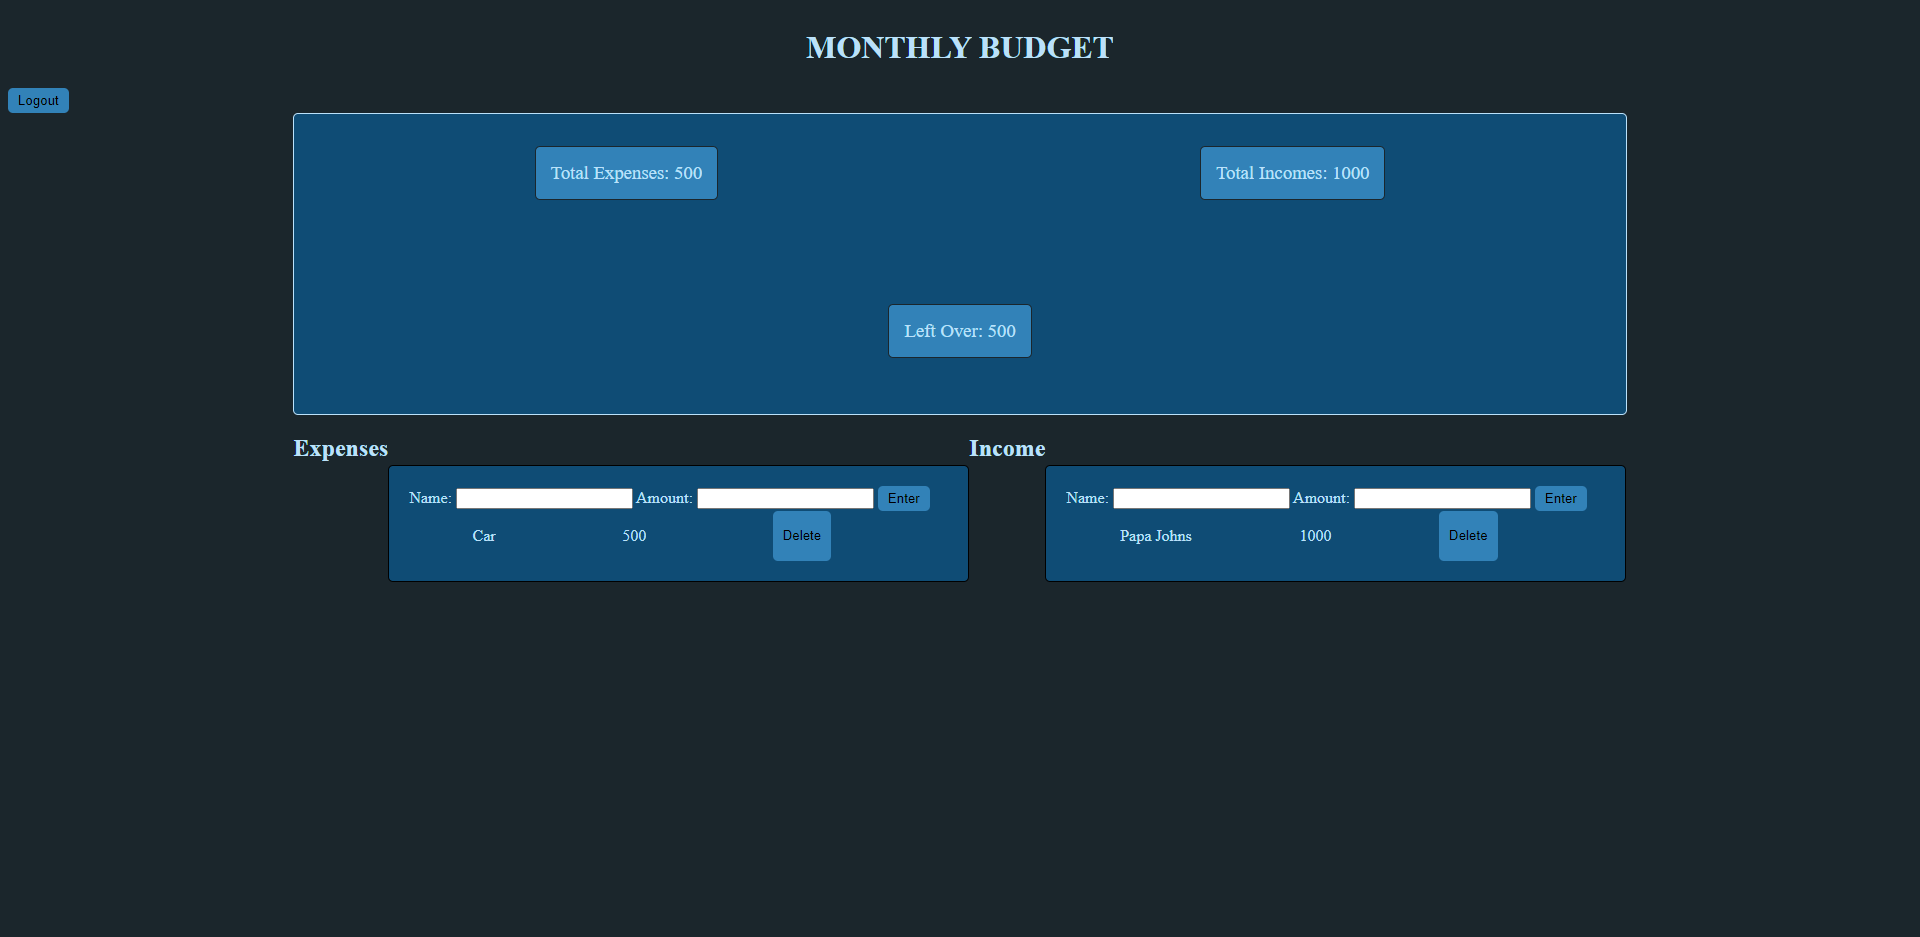 MONTHLY BUDGET
Logout
Total Expenses: 500
Total Incomes: 1000
Left Over: 500
Expenses
Name: Amount: Enter
Car 500 Delete
Income
Name: Amount: Enter
Papa Johns 1000 Delete